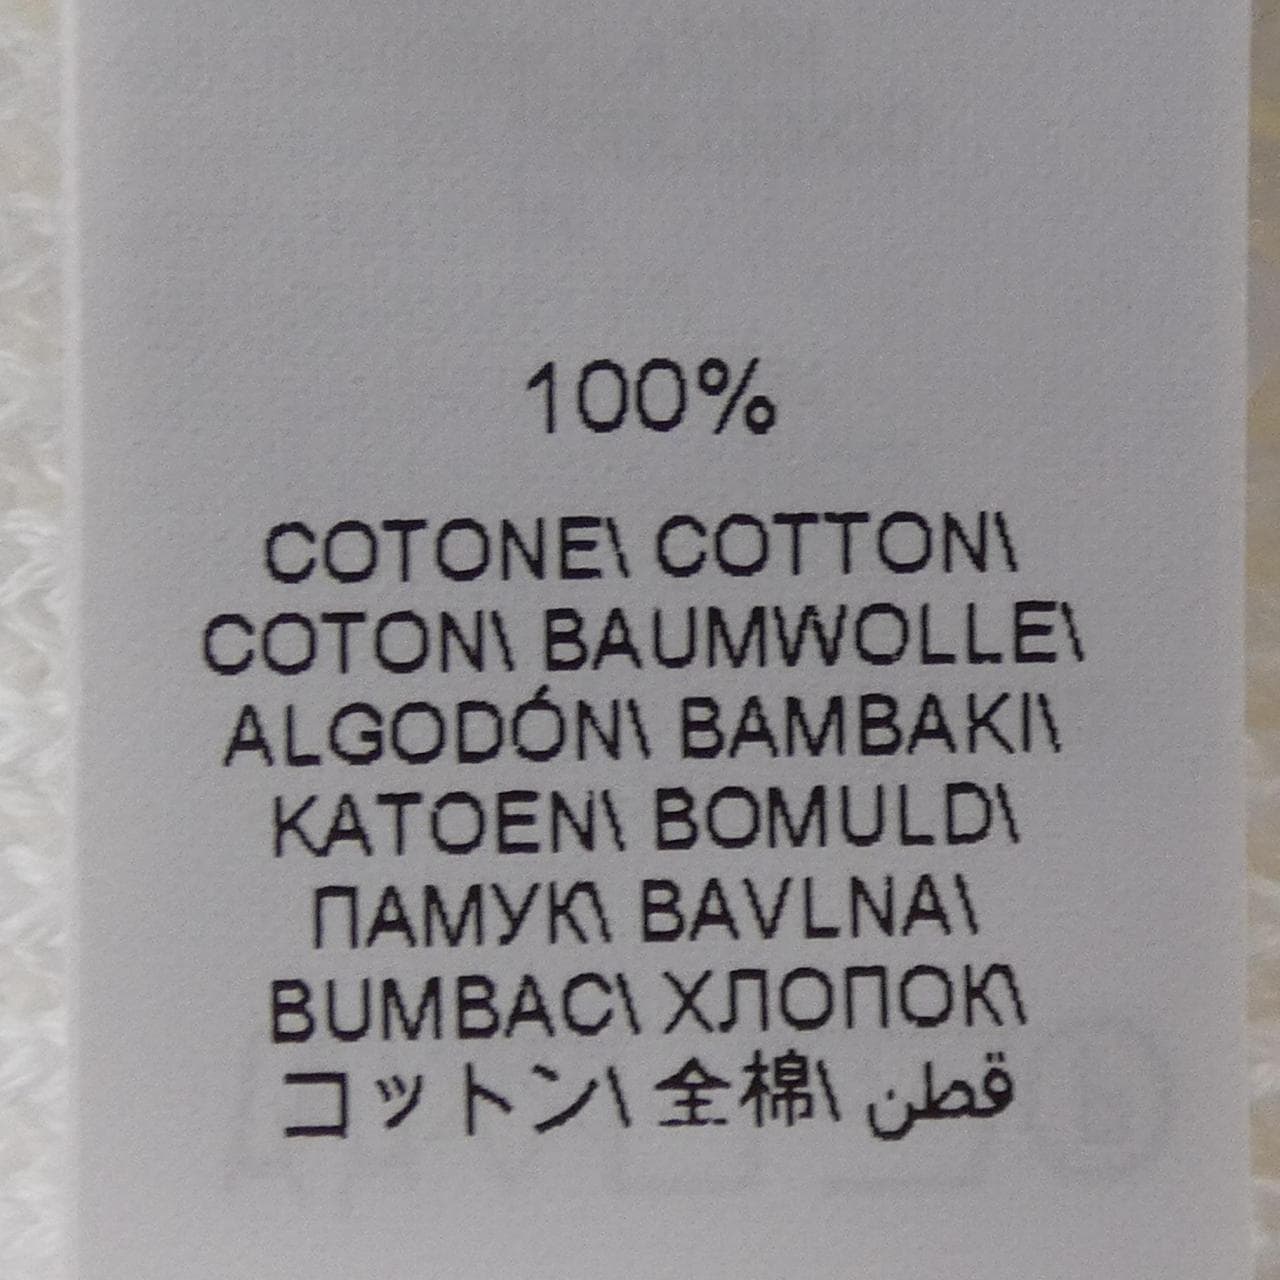 100%
COTONE\ COTTON\
COTON\ BAUMWOLLE\
ALGODÓN\ BAMBAKI\
KATOEN\ BOMULD\
ПАМУК\ BAVLNA\
BUMBAC\ ХЛОПОК\
コットン\ 全棉\ قطن